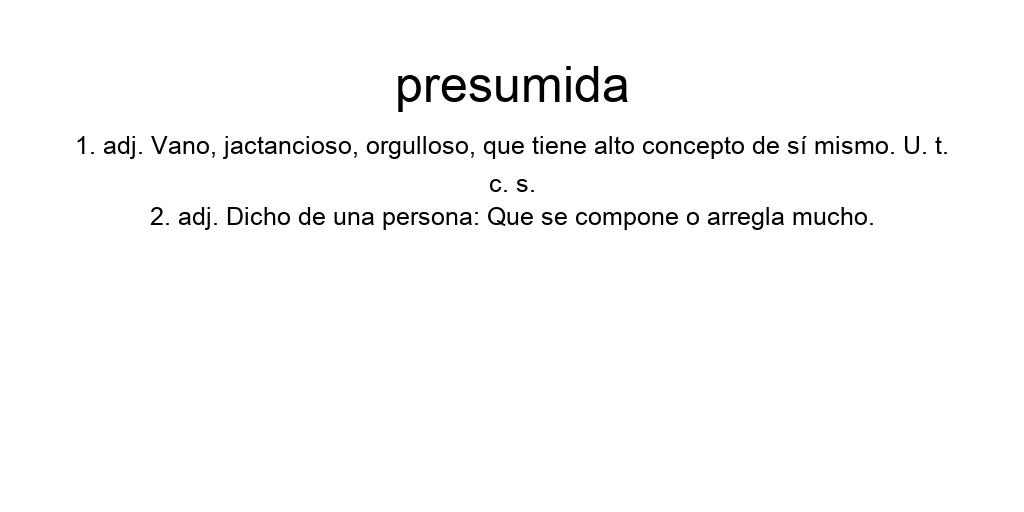 presumida
1. adj. Vano, jactancioso, orgulloso, que tiene alto concepto de sí mismo. U. t.
c. s.
2. adj. Dicho de una persona: Que se compone o arregla mucho.